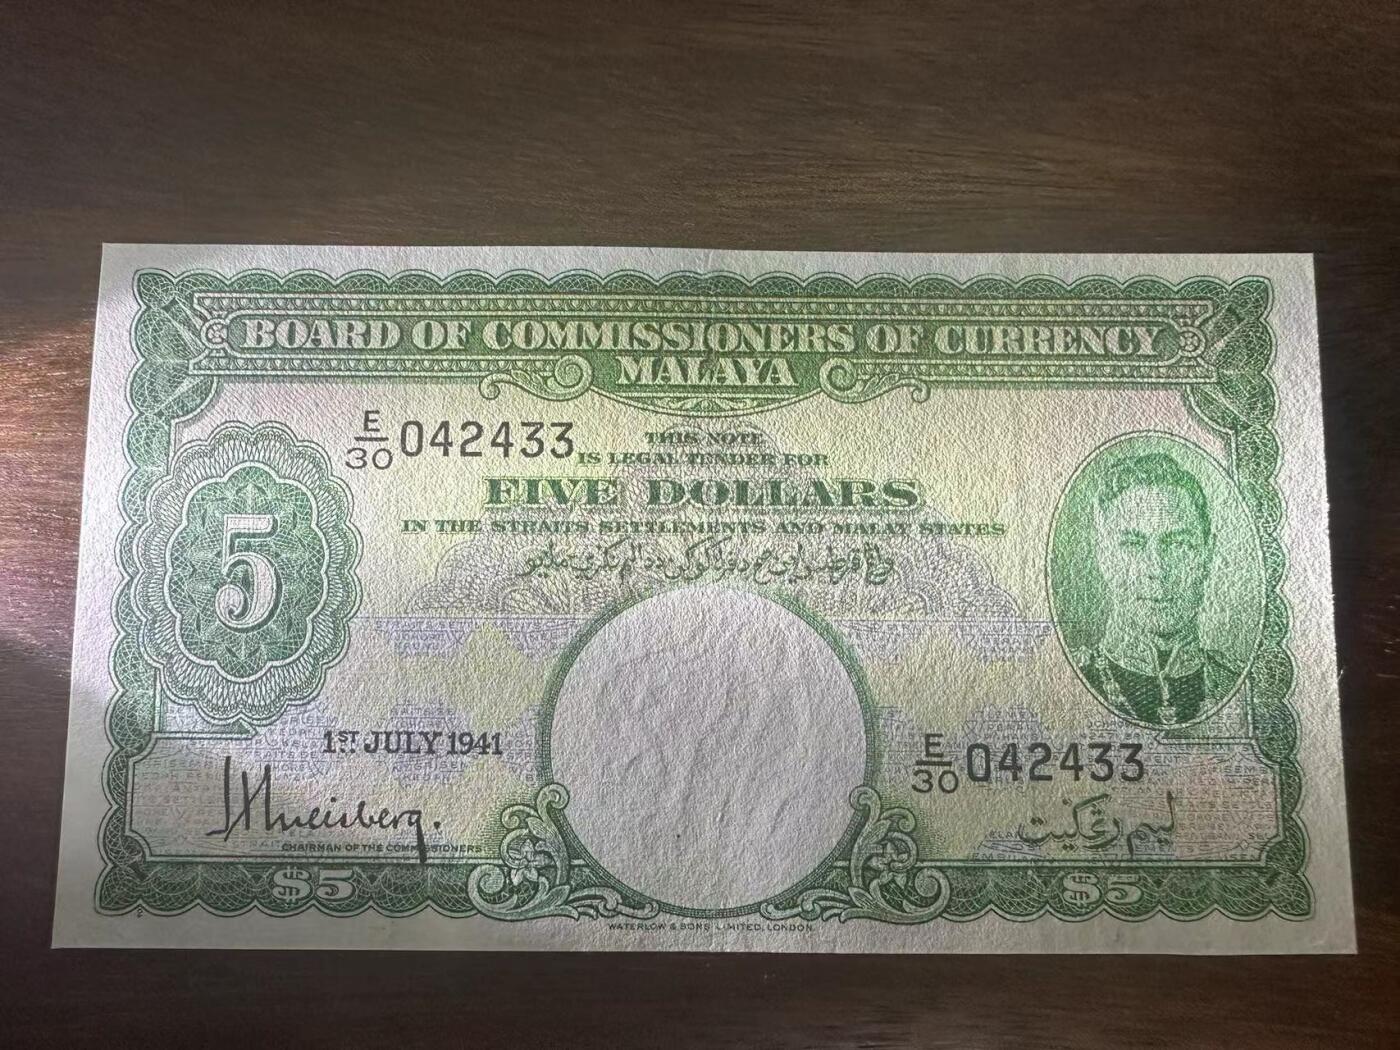 BOARD OF COMMISSIONERS OF CURRENCY
MALAYA
E/30 042433
THIS NOTE
IS LEGAL TENDER FOR
FIVE DOLLARS
IN THE STRAITS SETTLEMENTS AND MALAY STATES
5
1ST JULY 1941
E/30 042433
CHAIRMAN OF THE COMMISSIONERS
ليم رڠݢيت
$5
$5
WATERLOW & SONS LIMITED, LONDON.